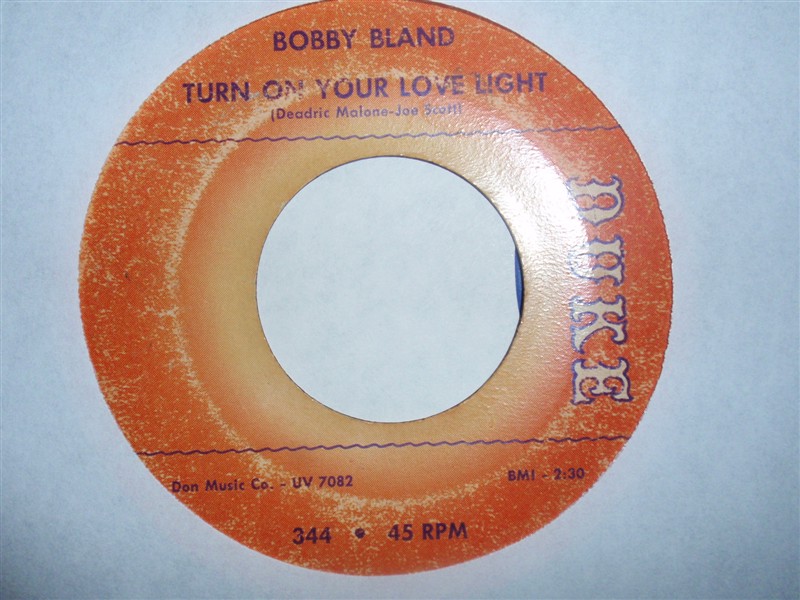 BOBBY BLAND
TURN ON YOUR LOVE LIGHT
(Deadric Malone-Joe Scott)
DUKE
Don Music Co. - UV 7082
BMI - 2:30
344 • 45 RPM